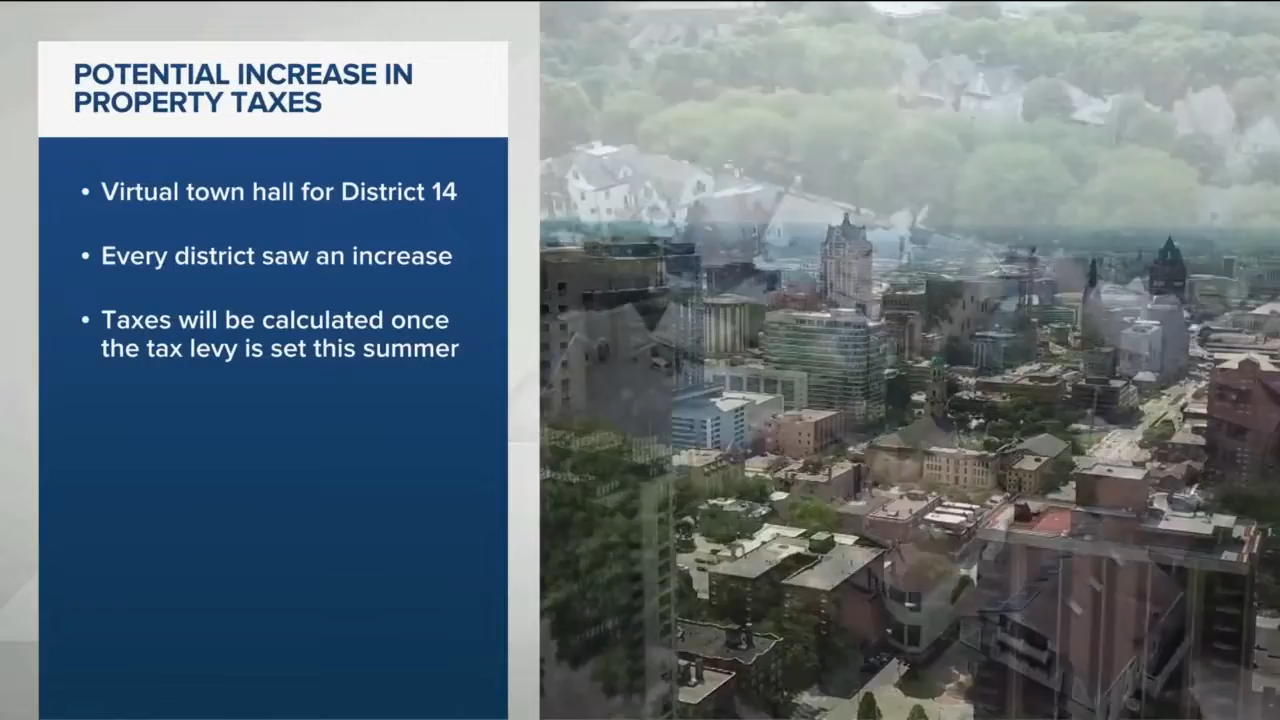 POTENTIAL INCREASE IN
PROPERTY TAXES
• Virtual town hall for District 14
• Every district saw an increase
• Taxes will be calculated once
the tax levy is set this summer